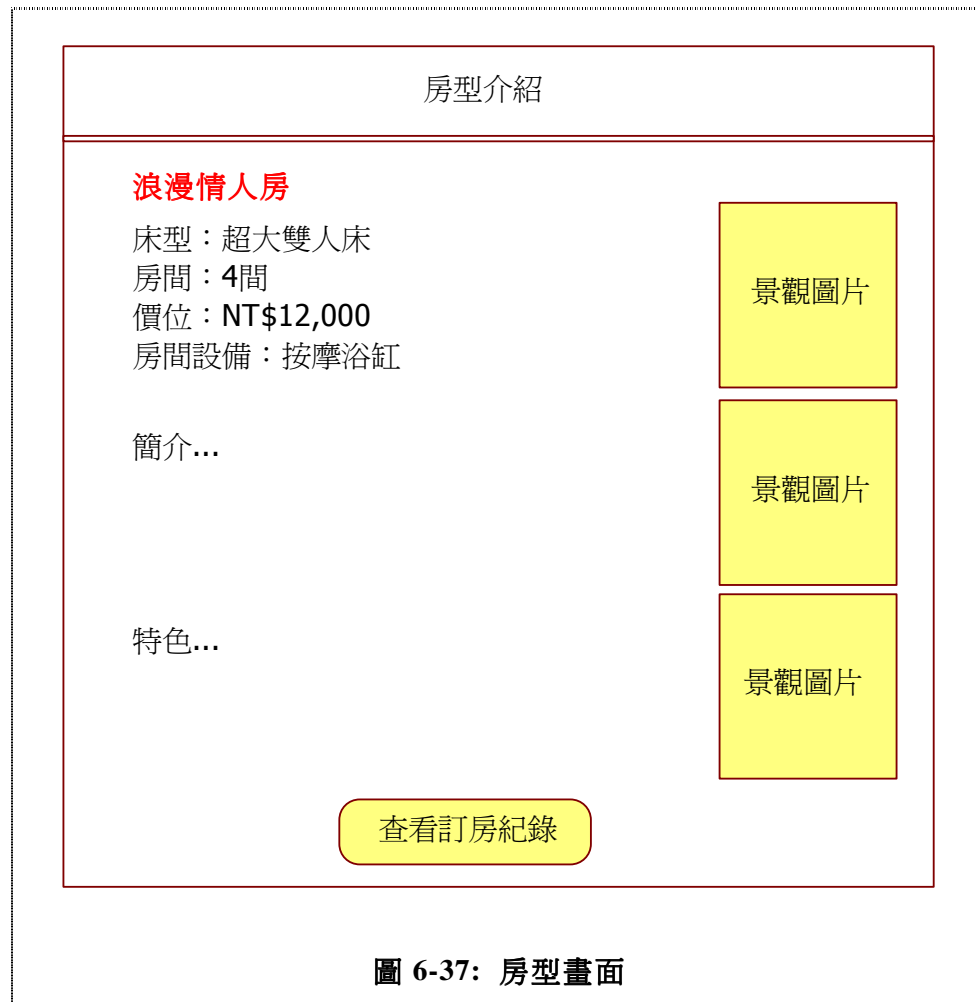 房型介紹
浪漫情人房
床型：超大雙人床
房間：4間
價位：NT$12,000
房間設備：按摩浴缸
景觀圖片
簡介...
景觀圖片
特色...
景觀圖片
查看訂房紀錄
圖 6-37: 房型畫面